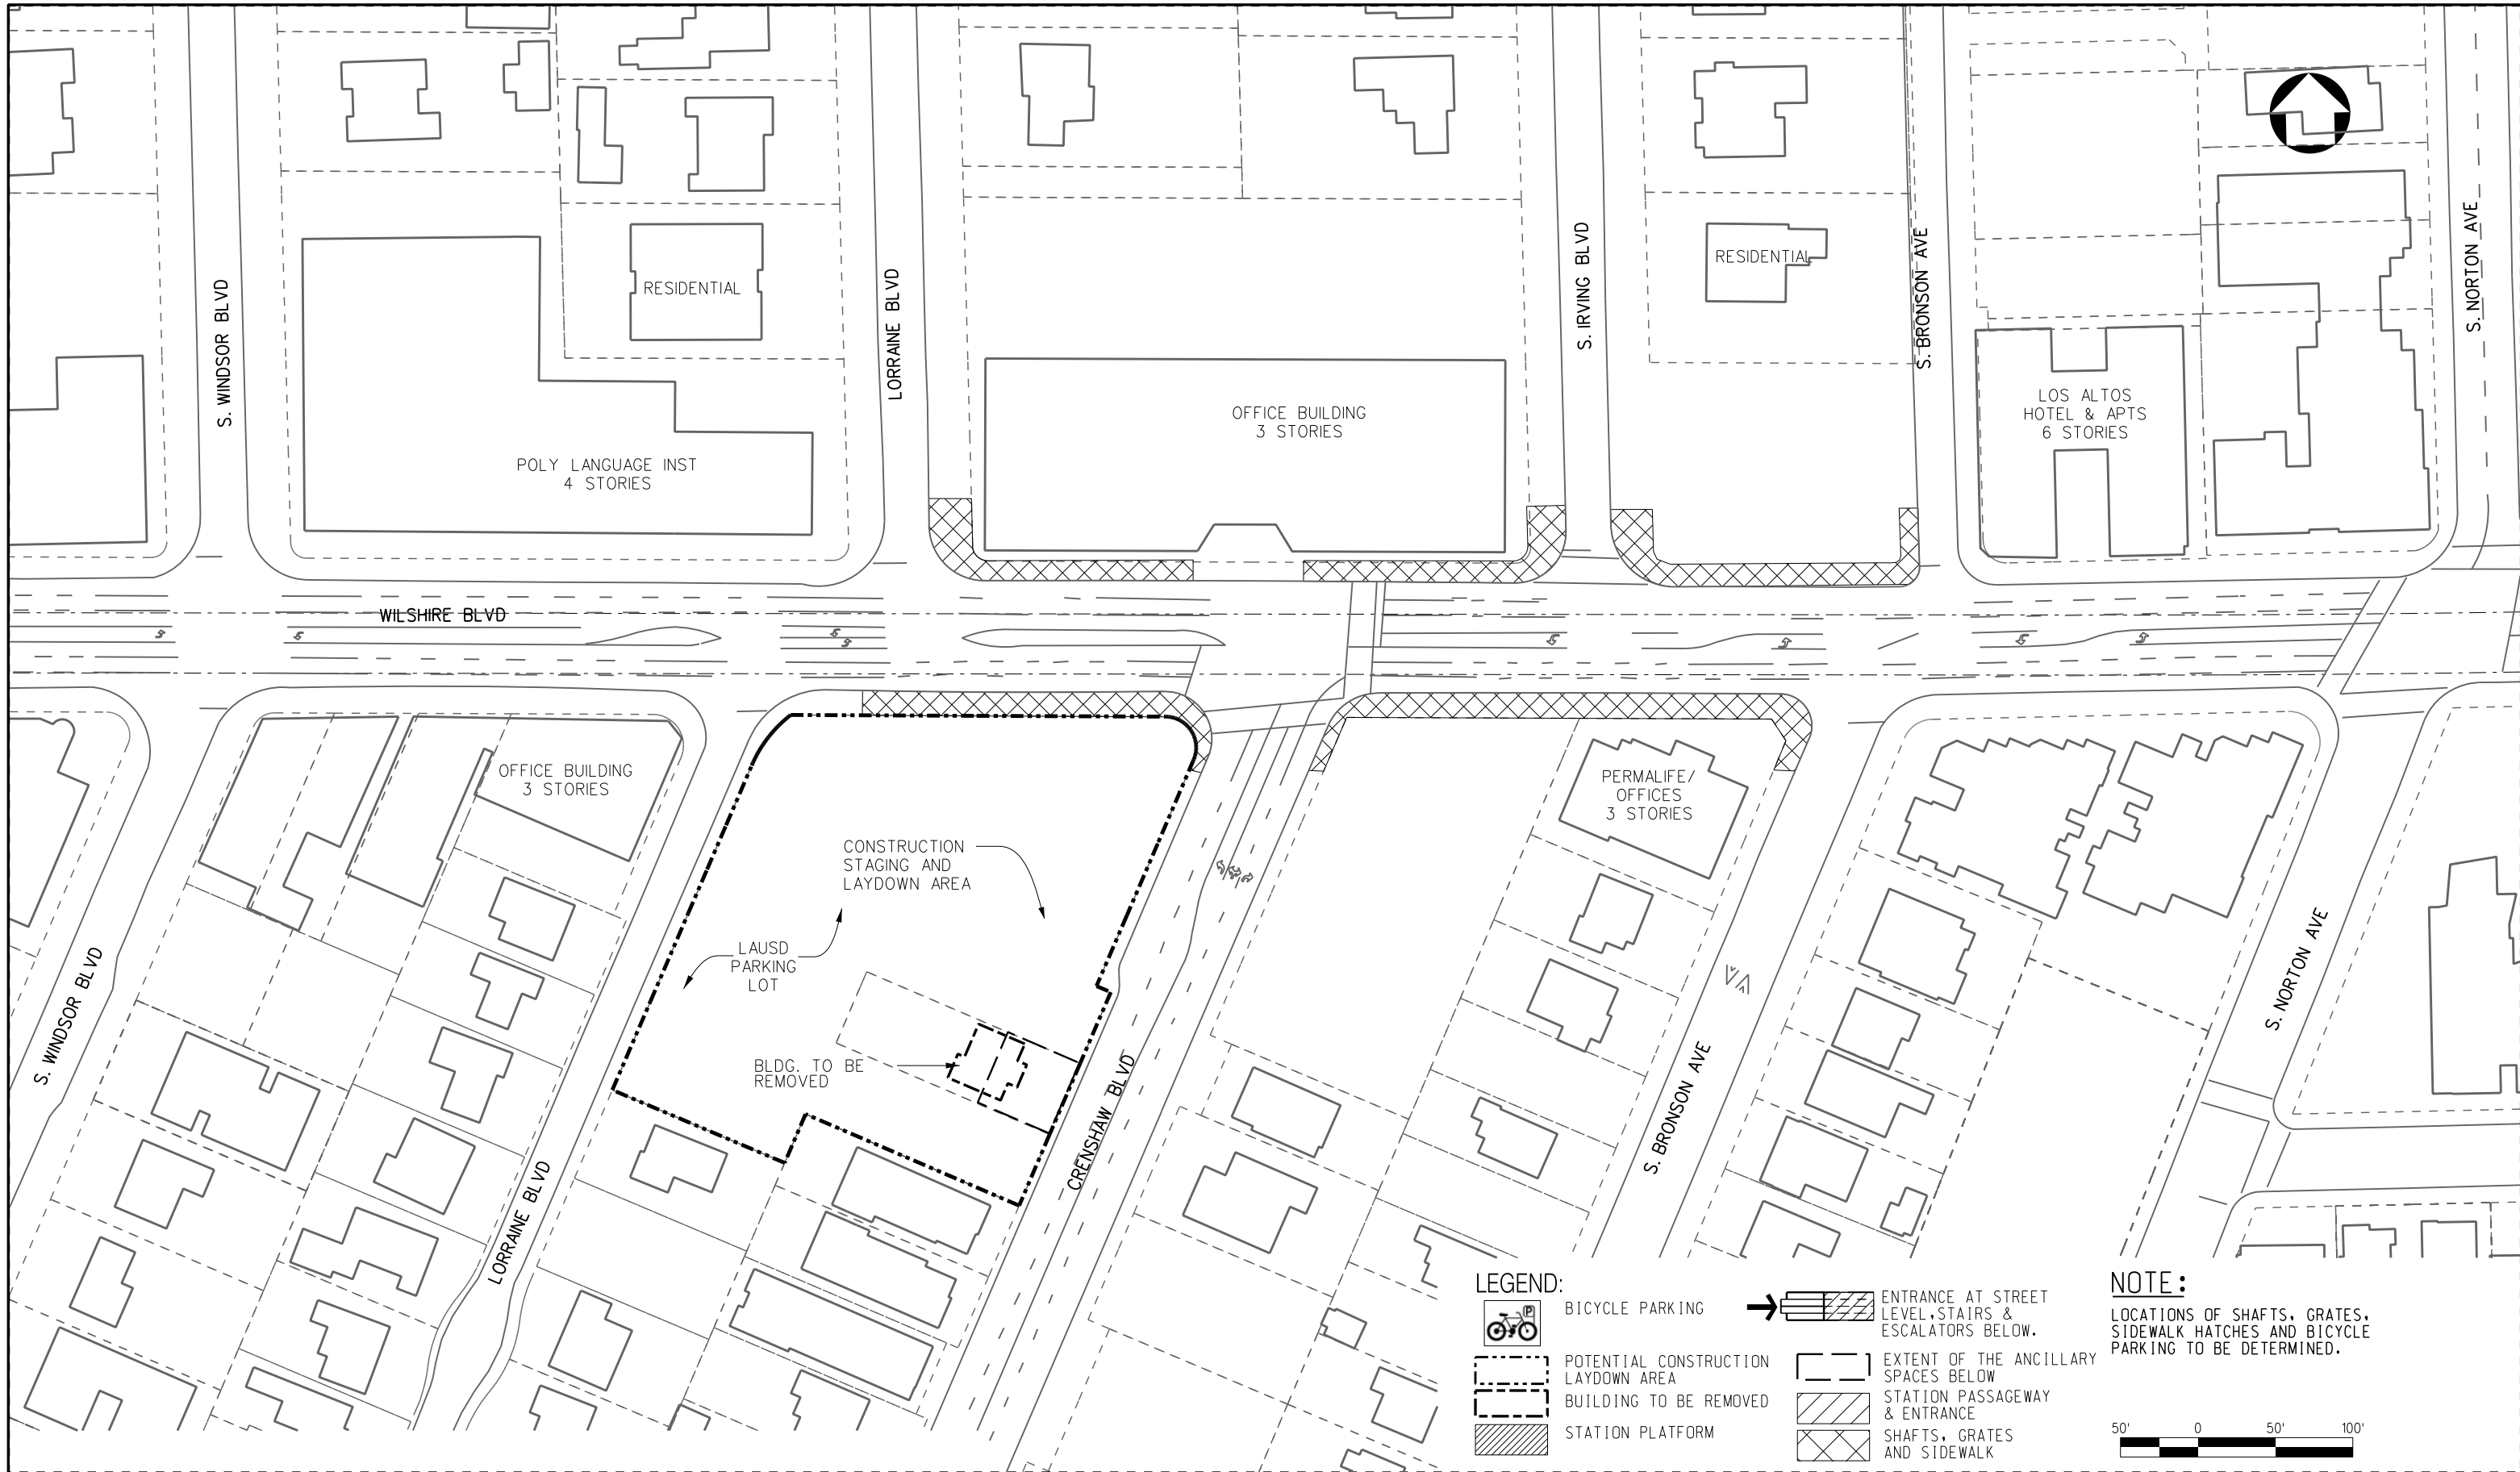 S. WINDSOR BLVD
LORRAINE BLVD
S. IRVING BLVD
S. BRONSON AVE
S. NORTON AVE
RESIDENTIAL
RESIDENTIAL
POLY LANGUAGE INST
4 STORIES
OFFICE BUILDING
3 STORIES
LOS ALTOS
HOTEL & APTS
6 STORIES
WILSHIRE BLVD
OFFICE BUILDING
3 STORIES
PERMALIFE/
OFFICES
3 STORIES
CONSTRUCTION
STAGING AND
LAYDOWN AREA
LAUSD
PARKING
LOT
BLDG. TO BE
REMOVED
S. WINDSOR BLVD
LORRAINE BLVD
CRENSHAW BLVD
S. BRONSON AVE
S. NORTON AVE
LEGEND:
P
BICYCLE PARKING
POTENTIAL CONSTRUCTION
LAYDOWN AREA
BUILDING TO BE REMOVED
STATION PLATFORM
ENTRANCE AT STREET
LEVEL,STAIRS &
ESCALATORS BELOW.
EXTENT OF THE ANCILLARY
SPACES BELOW
STATION PASSAGEWAY
& ENTRANCE
SHAFTS, GRATES
AND SIDEWALK
NOTE:
LOCATIONS OF SHAFTS, GRATES,
SIDEWALK HATCHES AND BICYCLE
PARKING TO BE DETERMINED.
50' 0 50' 100'